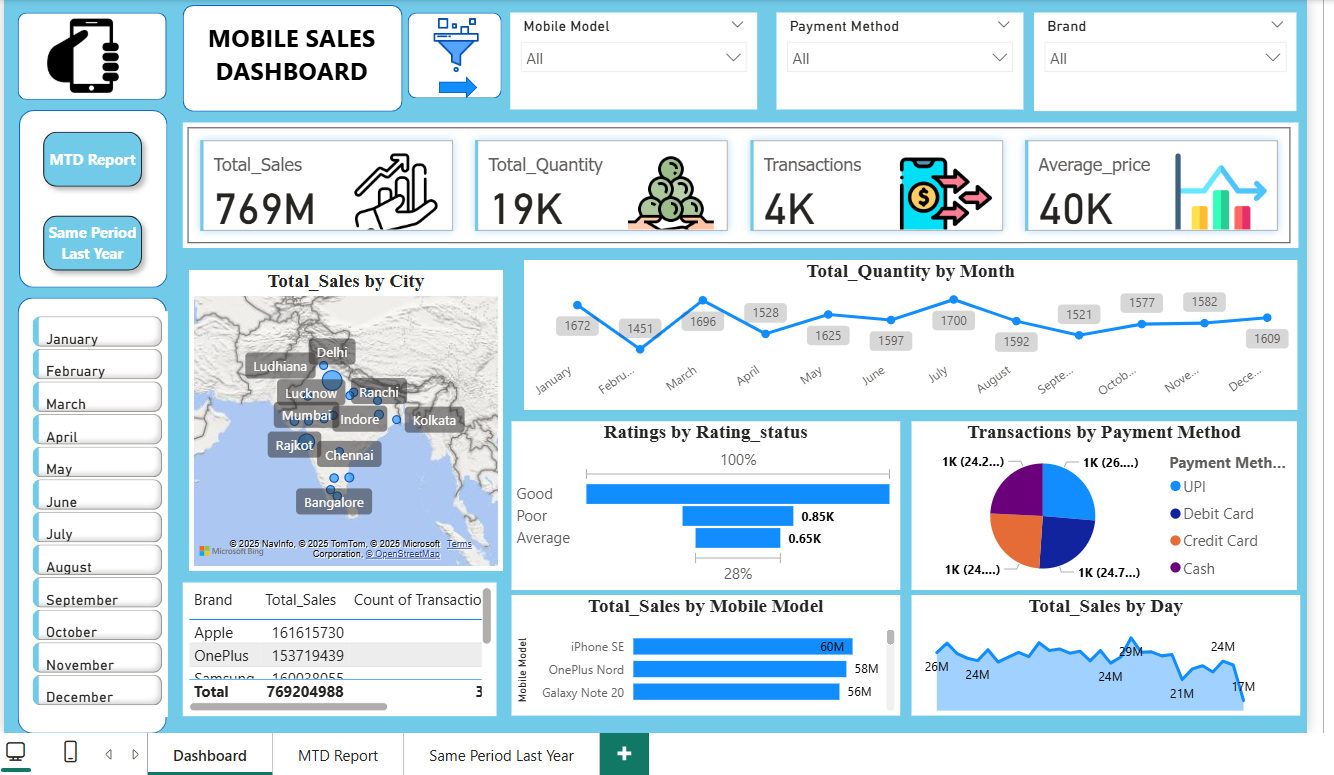 MOBILE SALES
DASHBOARD
Mobile Model
All
Payment Method
All
Brand
All
MTD Report
Same Period
Last Year
Total_Sales
769M
Total_Quantity
19K
Transactions
4K
Average_price
40K
January
February
March
April
May
June
July
August
September
October
November
December
Total_Sales by City
Delhi
Ludhiana
Lucknow
Ranchi
Mumbai
Indore
Kolkata
Rajkot
Chennai
Bangalore
© 2025 NavInfo, © 2025 TomTom, © 2025 Microsoft
Corporation, © OpenStreetMap
Terms
Microsoft Bing
Total_Quantity by Month
1672
1451
1696
1528
1625
1597
1700
1592
1521
1577
1582
1609
January
Febru...
March
April
May
June
July
August
Septe...
Octob...
Nove...
Dece...
Ratings by Rating_status
100%
Good
Poor
0.85K
Average
0.65K
28%
Transactions by Payment Method
1K (24.2...)
1K (26....)
1K (24....)
1K (24.7...)
Payment Meth...
UPI
Debit Card
Credit Card
Cash
Brand Total_Sales Count of Transactio
Apple 161615730
OnePlus 153719439
Samsung 160028055
Total 769204988 3
Total_Sales by Mobile Model
Mobile Model
iPhone SE 60M
OnePlus Nord 58M
Galaxy Note 20 56M
Total_Sales by Day
26M
24M
29M
24M
21M
24M
17M
Dashboard
MTD Report
Same Period Last Year
+